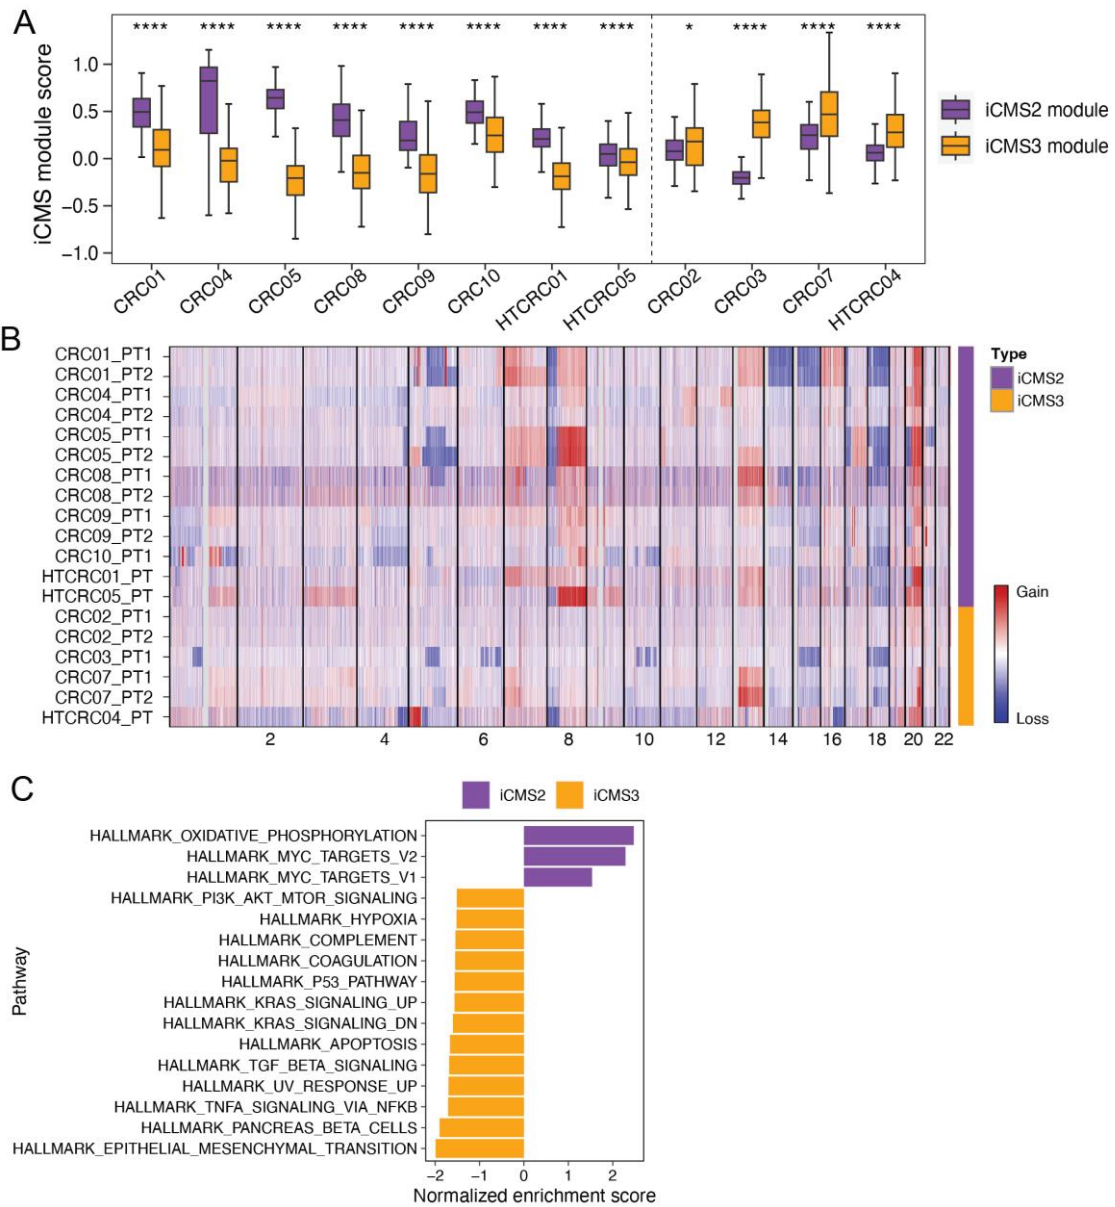 A
**** **** **** **** **** **** **** **** * **** **** ****
iCMS module score
1.0
0.5
0.0
−0.5
−1.0
CRC01 CRC04 CRC05 CRC08 CRC09 CRC10 HTCRC01 HTCRC05 CRC02 CRC03 CRC07 HTCRC04
iCMS2 module
iCMS3 module
B
CRC01_PT1
CRC01_PT2
CRC04_PT1
CRC04_PT2
CRC05_PT1
CRC05_PT2
CRC08_PT1
CRC08_PT2
CRC09_PT1
CRC09_PT2
CRC10_PT1
HTCRC01_PT
HTCRC05_PT
CRC02_PT1
CRC02_PT2
CRC03_PT1
CRC07_PT1
CRC07_PT2
HTCRC04_PT
2 4 6 8 10 12 14 16 18 20 22
Type
iCMS2
iCMS3
Gain
Loss
C
iCMS2 iCMS3
Pathway
HALLMARK_OXIDATIVE_PHOSPHORYLATION
HALLMARK_MYC_TARGETS_V2
HALLMARK_MYC_TARGETS_V1
HALLMARK_PI3K_AKT_MTOR_SIGNALING
HALLMARK_HYPOXIA
HALLMARK_COMPLEMENT
HALLMARK_COAGULATION
HALLMARK_P53_PATHWAY
HALLMARK_KRAS_SIGNALING_UP
HALLMARK_KRAS_SIGNALING_DN
HALLMARK_APOPTOSIS
HALLMARK_TGF_BETA_SIGNALING
HALLMARK_UV_RESPONSE_UP
HALLMARK_TNFA_SIGNALING_VIA_NFKB
HALLMARK_PANCREAS_BETA_CELLS
HALLMARK_EPITHELIAL_MESENCHYMAL_TRANSITION
−2 −1 0 1 2
Normalized enrichment score